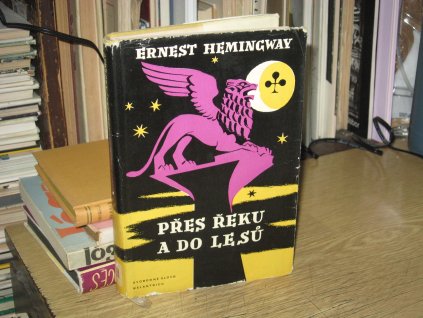 ERNEST HEMINGWAY
PŘES ŘEKU
A DO LESŮ
SVOBODNÉ SLOVO
MELANTRICH